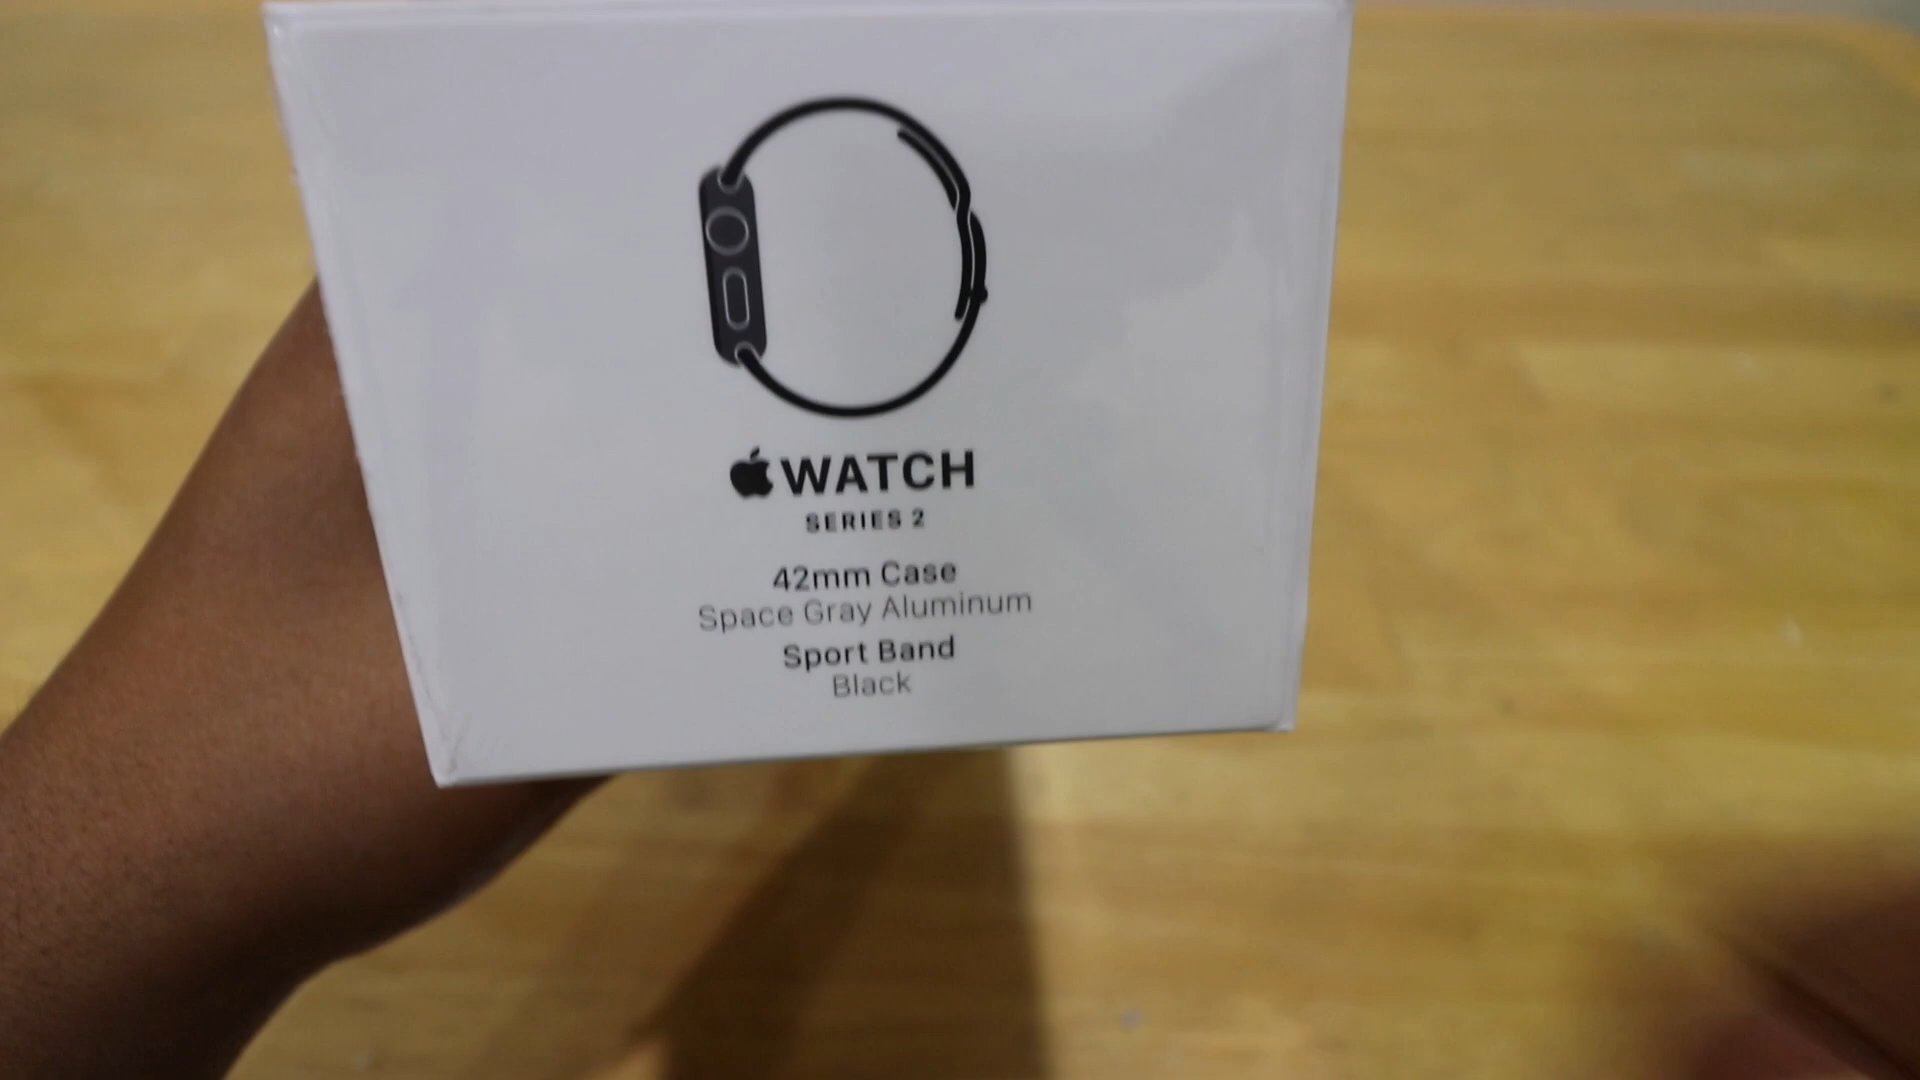 WATCH
SERIES 2
42mm Case
Space Gray Aluminum
Sport Band
Black